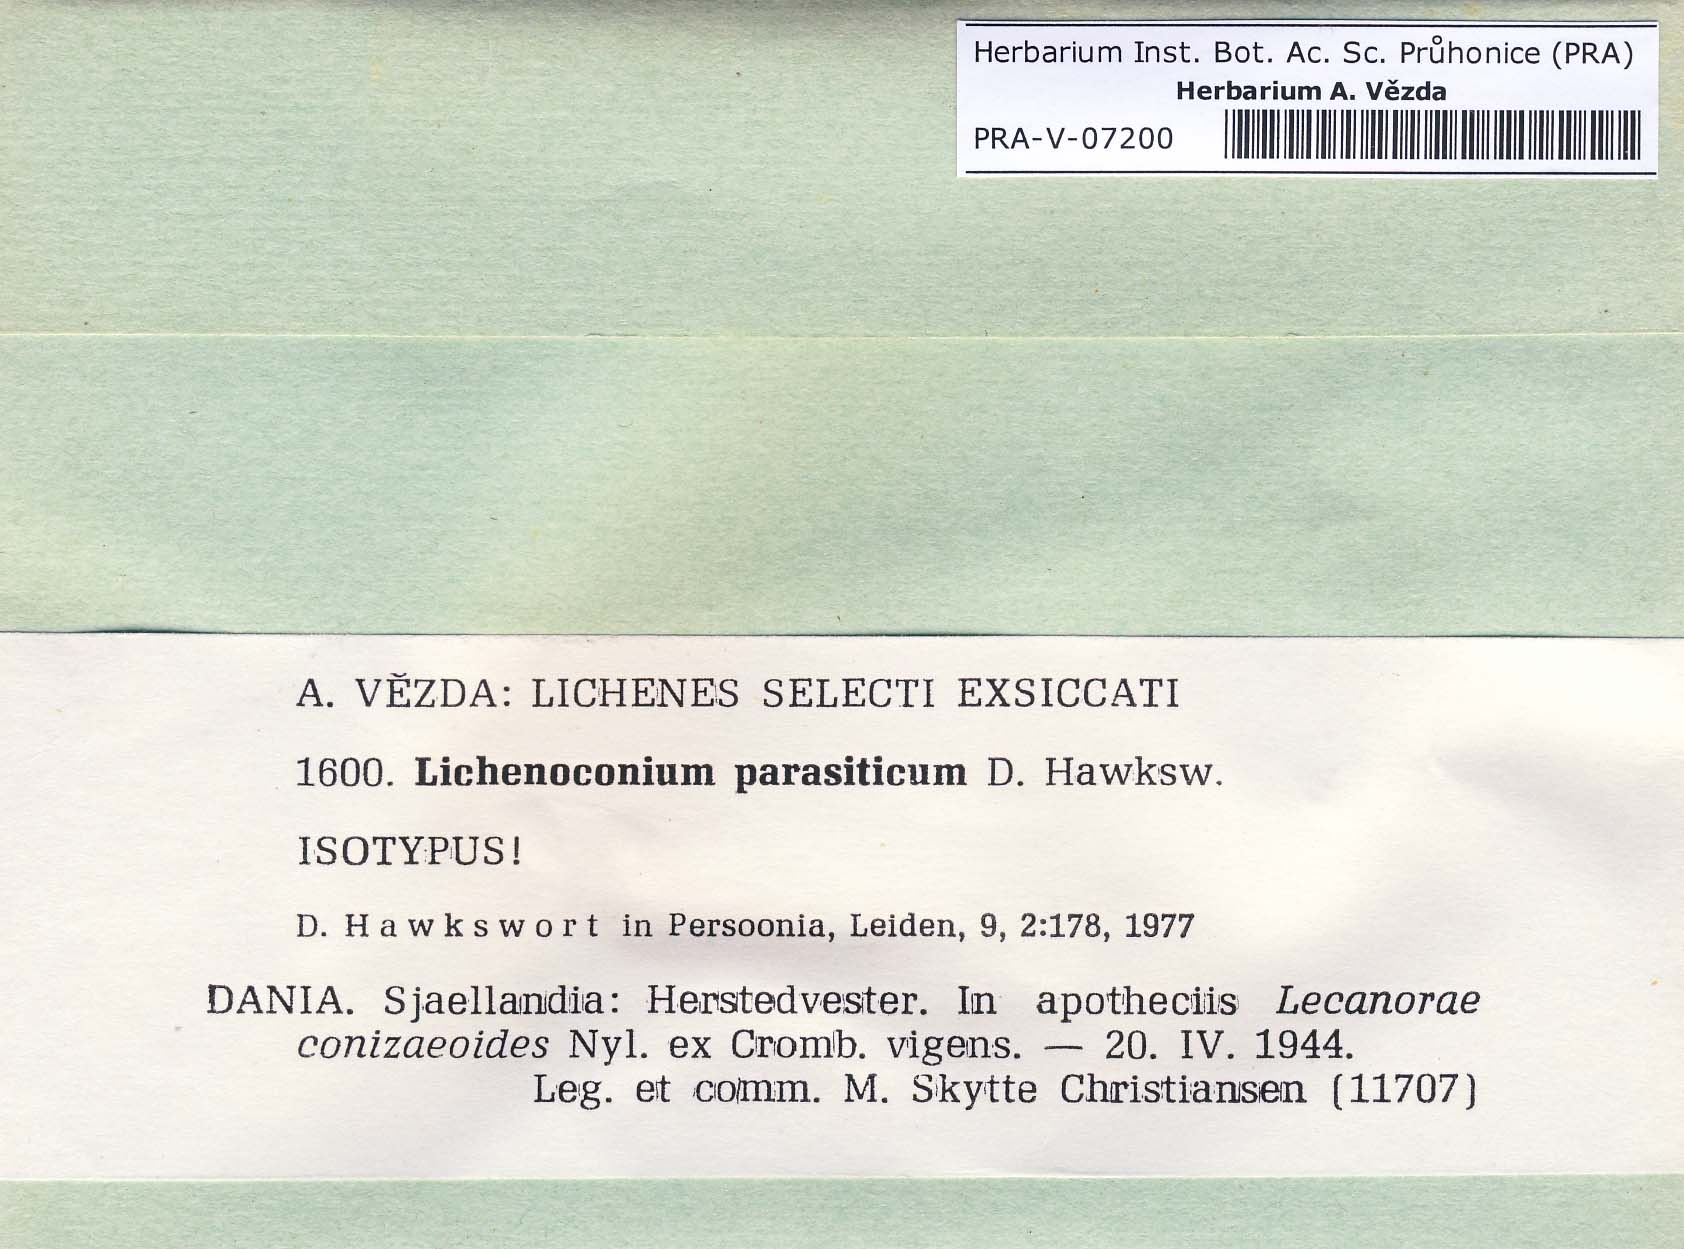 Herbarium Inst. Bot. Ac. Sc. Průhonice (PRA)
Herbarium A. Vězda
PRA-V-07200
A. VĚZDA: LICHENES SELECTI EXSICCATI
1600. Lichenoconium parasiticum D. Hawksw.
ISOTYPUS!
D. Hawkswort in Persoonia, Leiden, 9, 2:178, 1977
DANIA. Sjaellandia: Herstedvester. In apotheciis Lecanorae
conizaeoides Nyl. ex Cromb. vigens. — 20. IV. 1944.
Leg. et comm. M. Skytte Christiansen (11707)